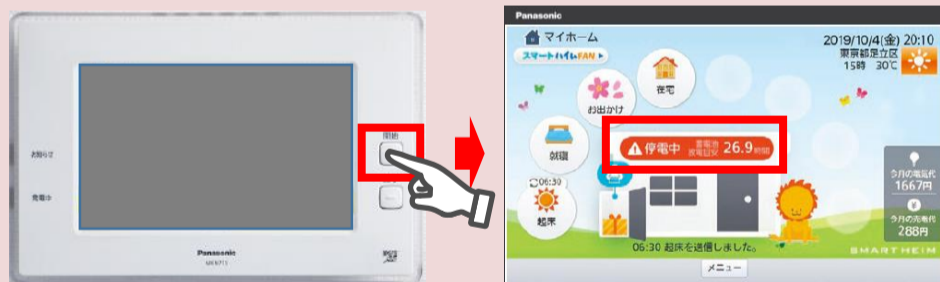 お知らせ
発電中
開始
Panasonic
Panasonic
マイホーム
スマートハイムFAN
2019/10/4(金) 20:10
東京都足立区
15時 30℃
在宅
お出かけ
就寝
停電中 蓄電池放電目安 26.9時間
06:30
起床
今月の電気代
1667円
今月の売電代
288円
06:30 起床を送信しました。
SMART HEIM
メニュー